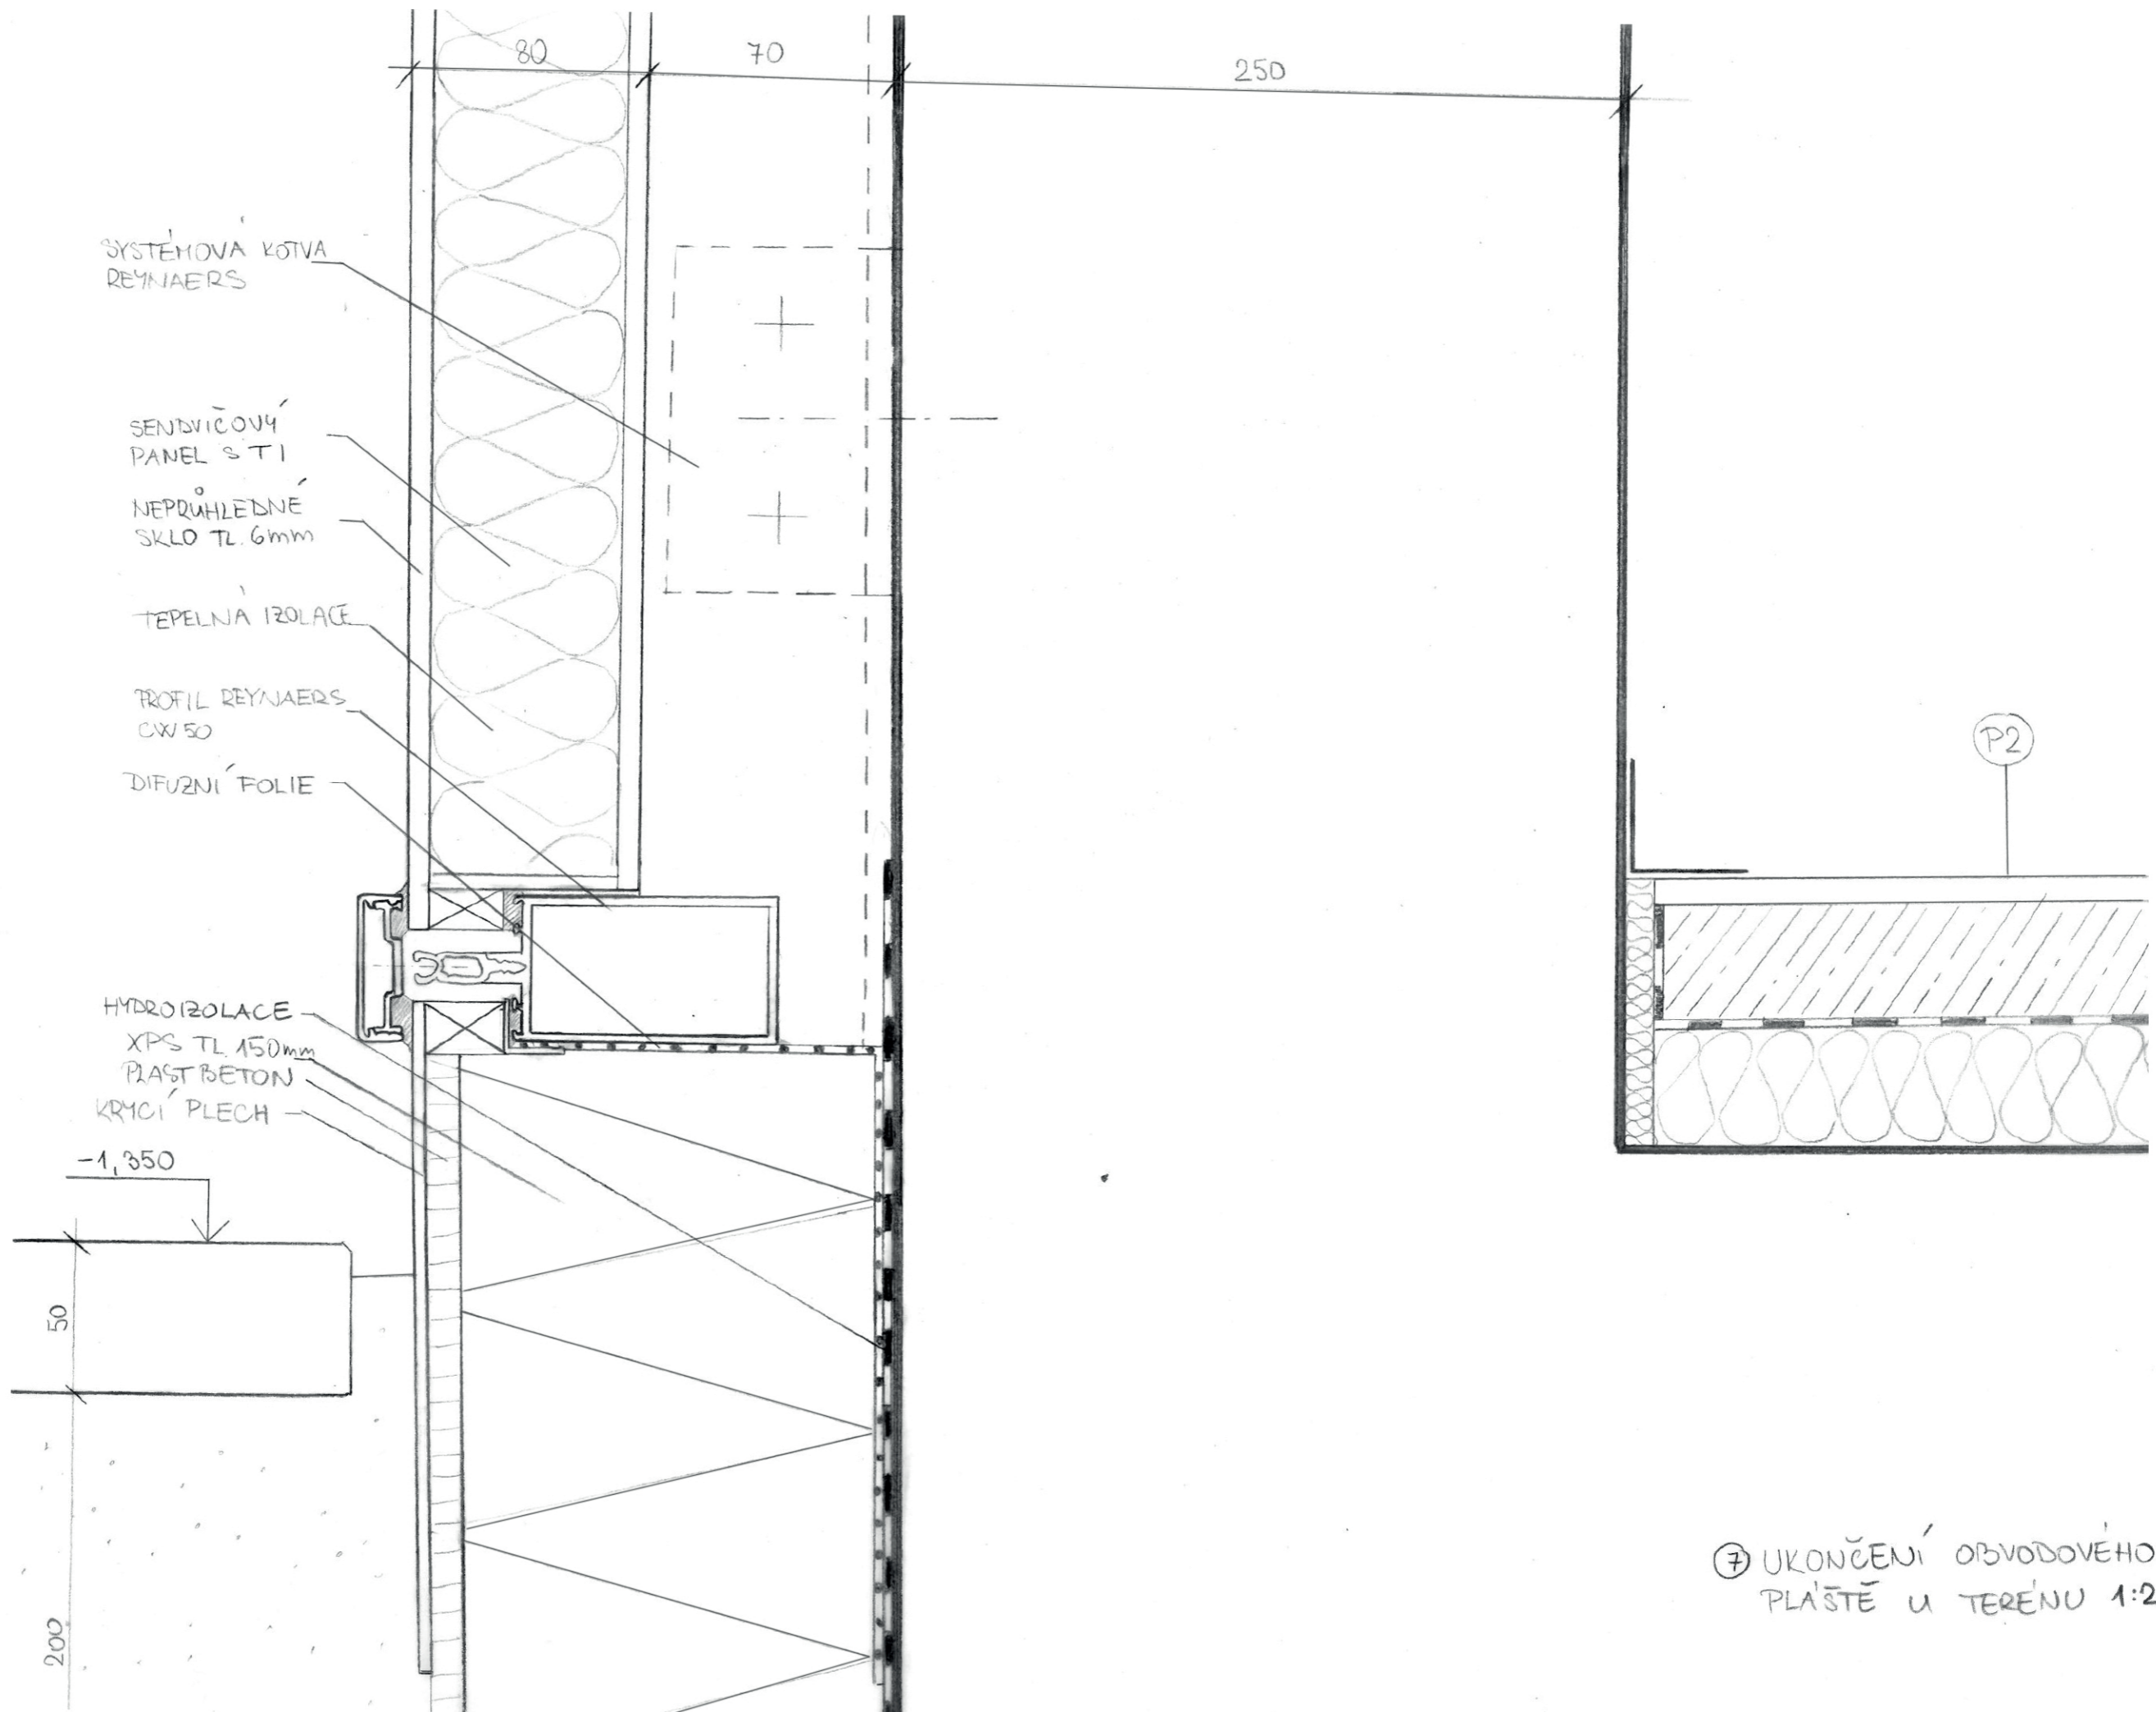 80
70
250
SYSTÉMOVÁ KOTVA
REYNAERS
SENDVIČOVÝ
PANEL S TI
NEPRŮHLEDNÉ
SKLO TL. 6mm
TEPELNÁ IZOLACE
PROFIL REYNAERS
CW 50
DIFUZNÍ FOLIE
P2
HYDROIZOLACE
XPS TL. 150mm
PLASTBETON
KRYCÍ PLECH
-1,350
50
200
7 UKONČENÍ OBVODOVÉHO
PLÁŠTĚ U TERÉNU 1:2